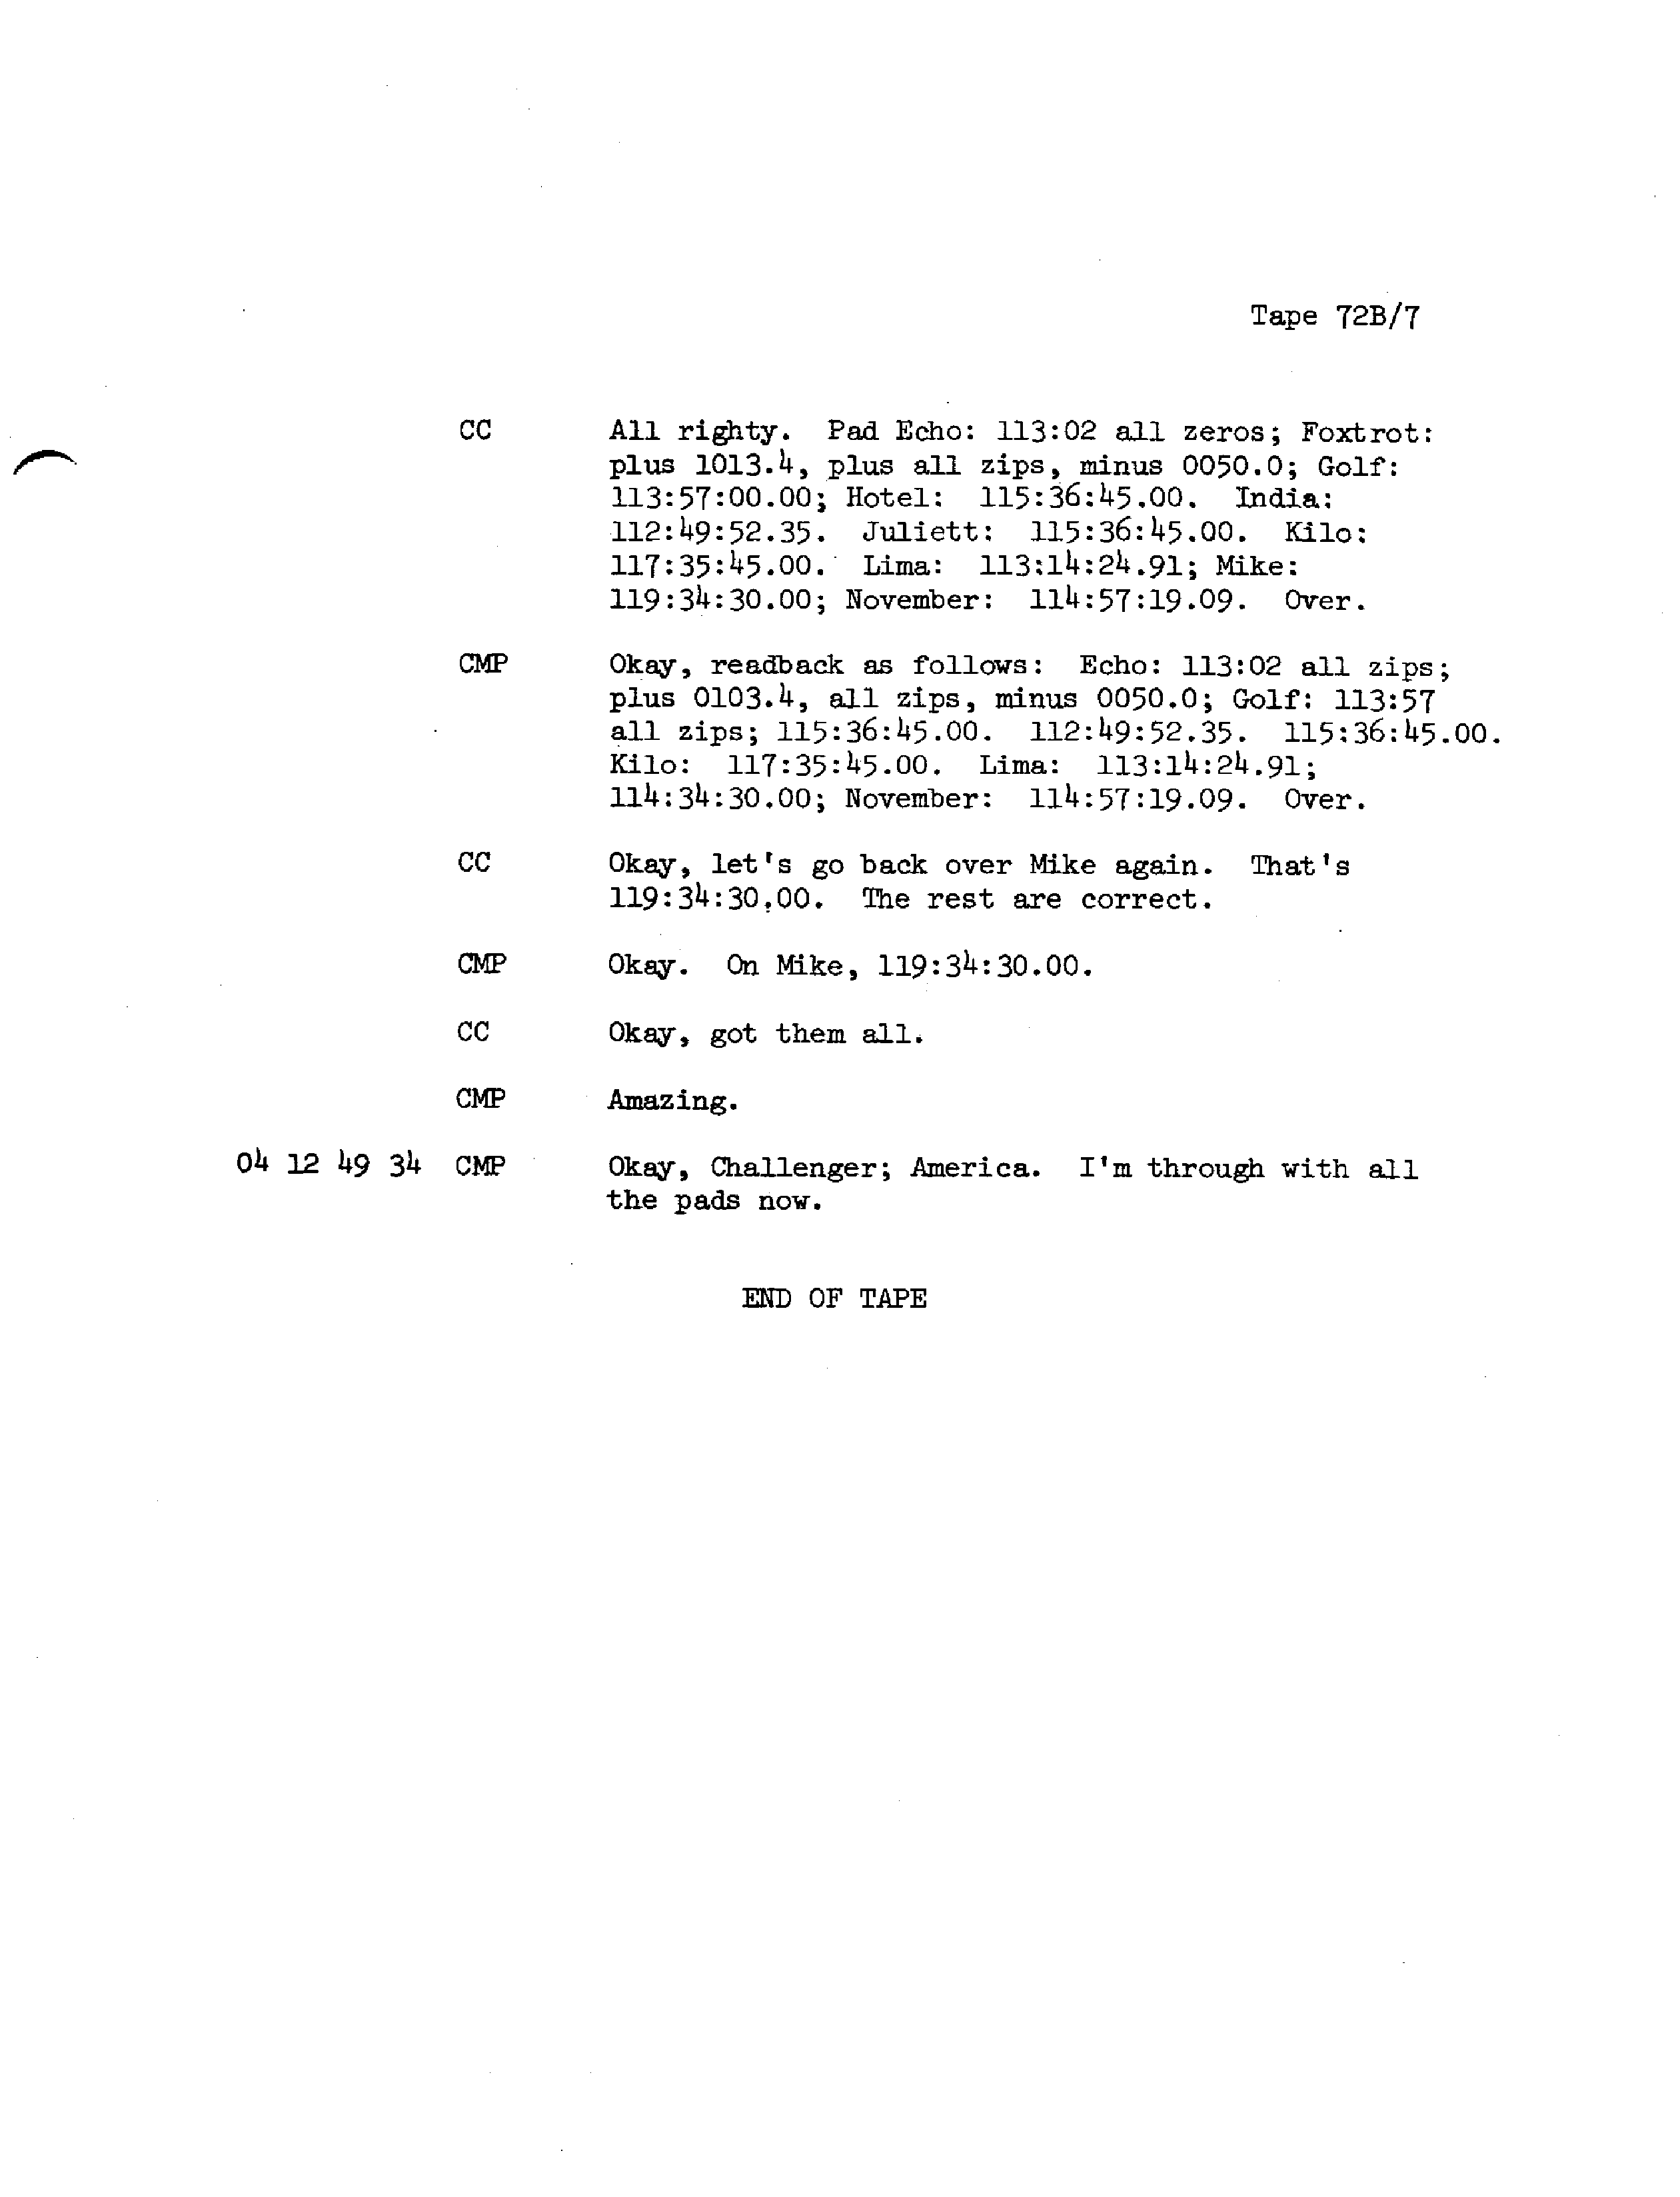 Tape 72B/7
CC All righty. Pad Echo: 113:02 all zeros; Foxtrot:
plus 1013.4, plus all zips, minus 0050.0; Golf:
113:57:00.00; Hotel: 115:36:45.00. India:
112:49:52.35. Juliett: 115:36:45.00. Kilo:
117:35:45.00. Lima: 113:14:24.91; Mike:
119:34:30.00; November: 114:57:19.09. Over.
CMP Okay, readback as follows: Echo: 113:02 all zips;
plus 0103.4, all zips, minus 0050.0; Golf: 113:57
all zips; 115:36:45.00. 112:49:52.35. 115:36:45.00.
Kilo: 117:35:45.00. Lima: 113:14:24.91;
114:34:30.00; November: 114:57:19.09. Over.
CC Okay, let's go back over Mike again. That's
119:34:30.00. The rest are correct.
CMP Okay. On Mike, 119:34:30.00.
CC Okay, got them all.
CMP Amazing.
04 12 49 34 CMP Okay, Challenger; America. I'm through with all
the pads now.
END OF TAPE